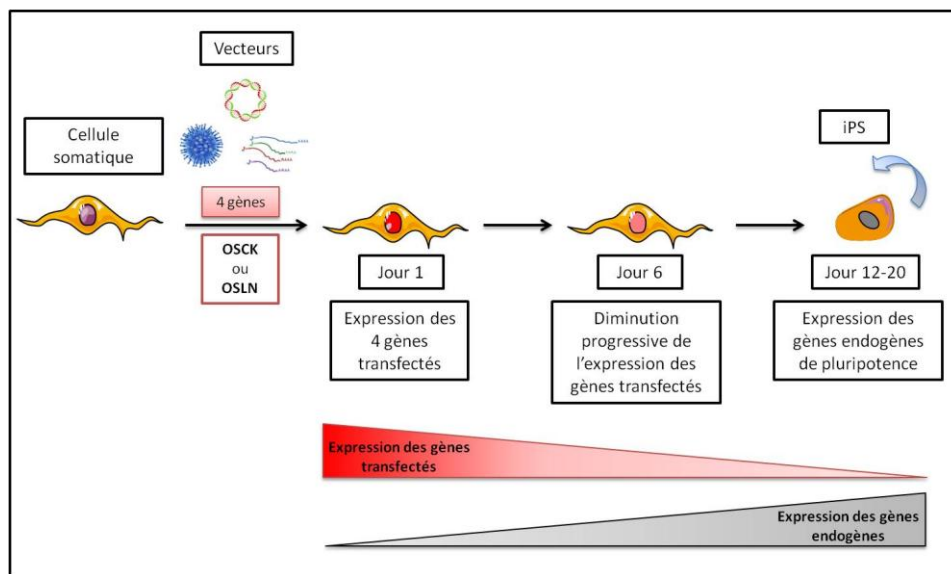 Vecteurs
Cellule
somatique
iPS
4 gènes
OSCK
ou
OSLN
Jour 1
Jour 6
Jour 12-20
Expression des
4 gènes
transfectés
Diminution
progressive de
l'expression des
gènes transfectés
Expression des
gènes endogènes
de pluripotence
Expression des gènes
transfectés
Expression des gènes
endogènes